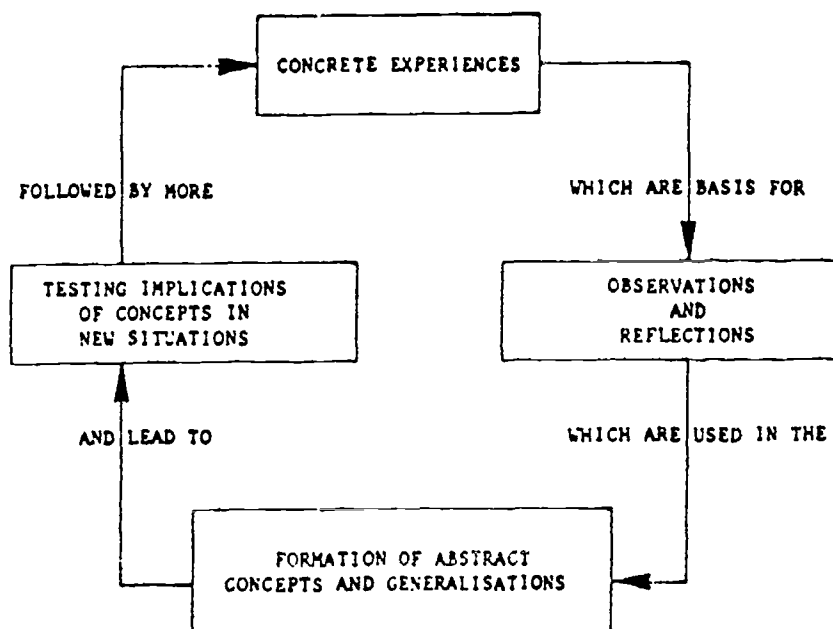 CONCRETE EXPERIENCES
WHICH ARE BASIS FOR
OBSERVATIONS
AND
REFLECTIONS
WHICH ARE USED IN THE
FORMATION OF ABSTRACT
CONCEPTS AND GENERALISATIONS
AND LEAD TO
TESTING IMPLICATIONS
OF CONCEPTS IN
NEW SITUATIONS
FOLLOWED BY MORE